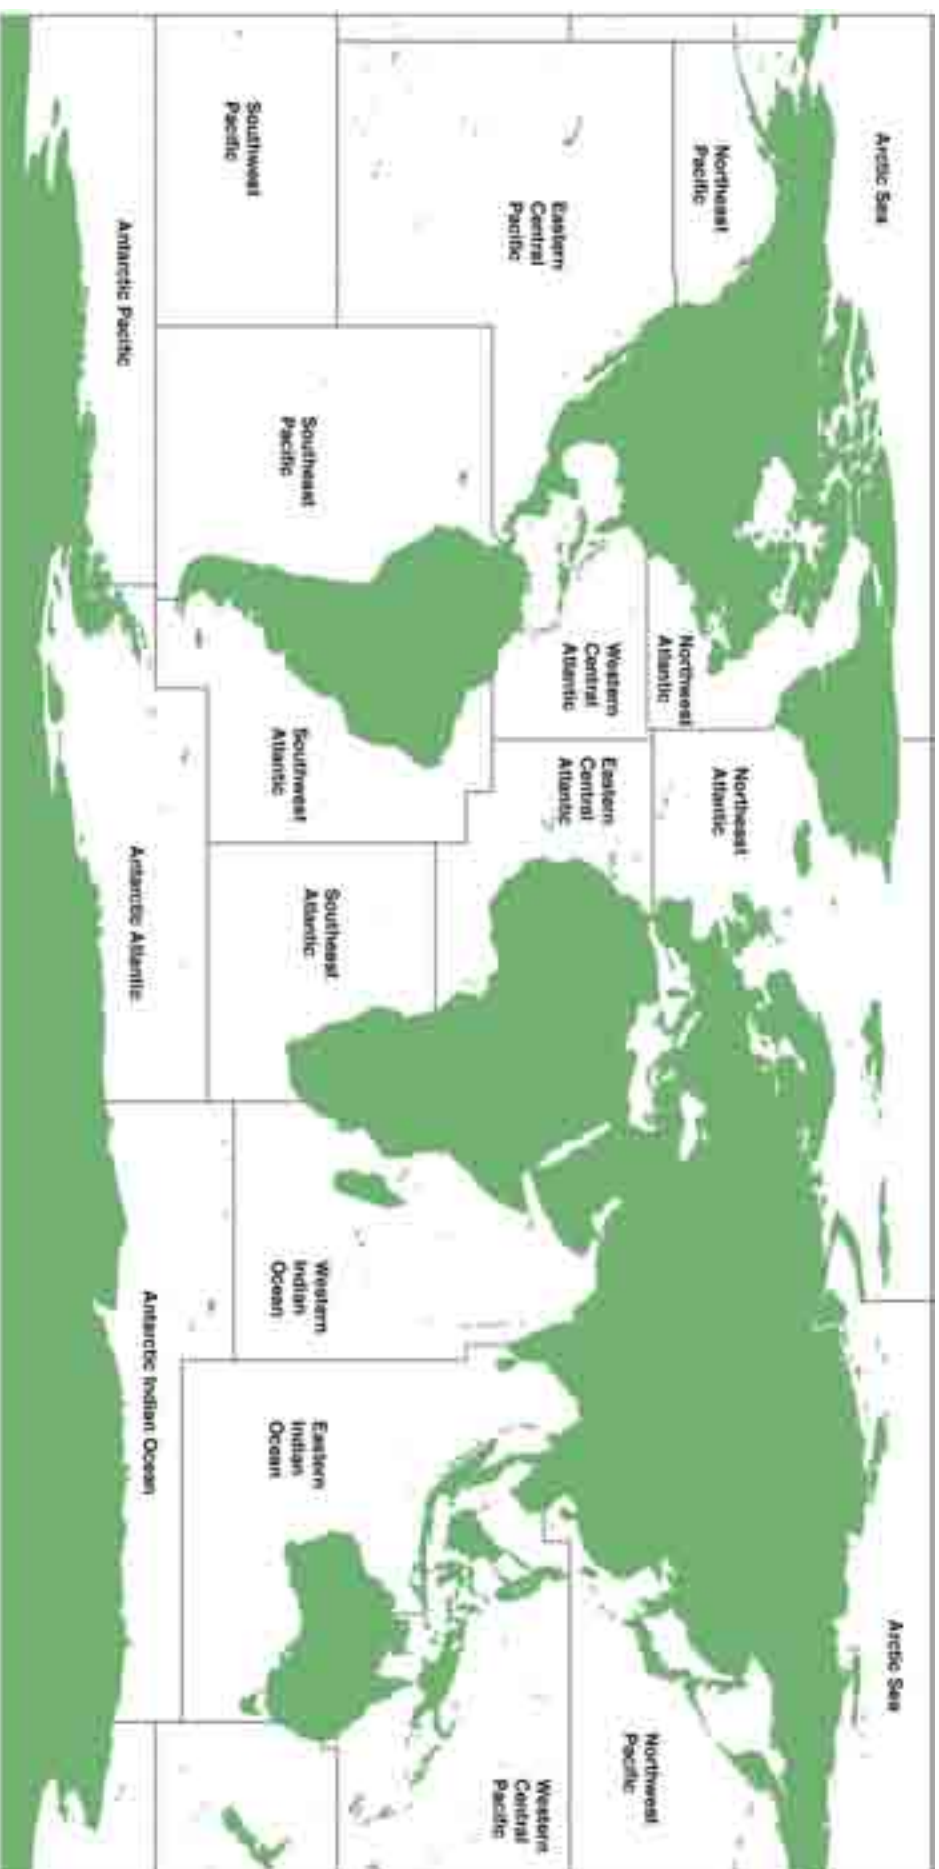 Arctic Sea
Arctic Sea
Northeast
Pacific
Northwest
Atlantic
Northeast
Atlantic
Northwest
Pacific
Eastern
Central
Pacific
Western
Central
Atlantic
Eastern
Central
Atlantic
Western
Central
Pacific
Southwest
Pacific
Southeast
Pacific
Southwest
Atlantic
Southeast
Atlantic
Western
Indian
Ocean
Eastern
Indian
Ocean
Antarctic Pacific
Antarctic Atlantic
Antarctic Indian Ocean